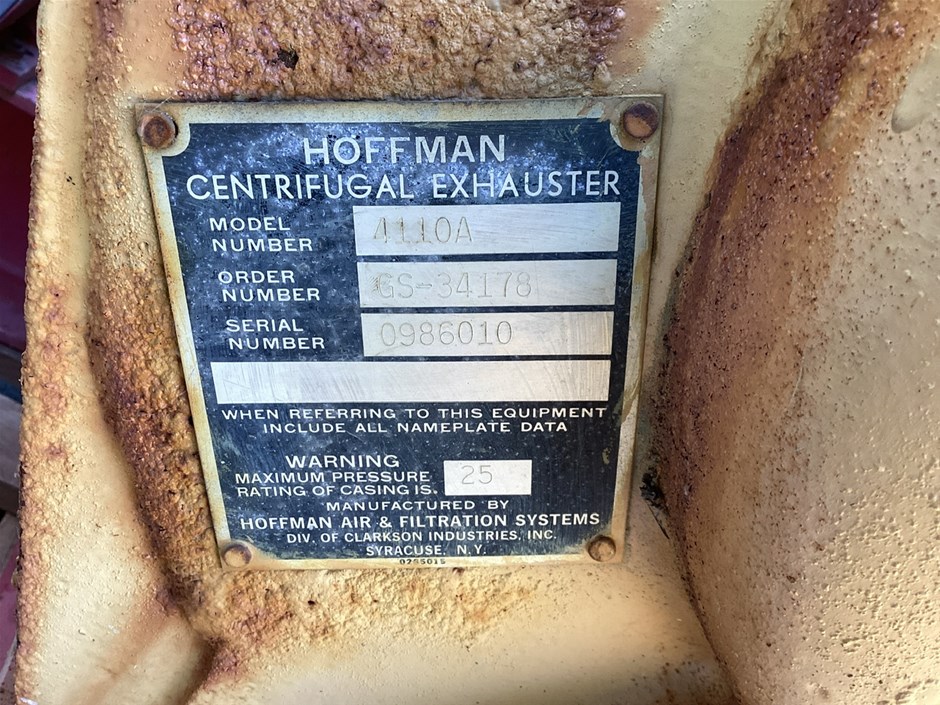 HOFFMAN
CENTRIFUGAL EXHAUSTER
MODEL
NUMBER 4110A
ORDER
NUMBER GS-34178
SERIAL
NUMBER 0986010
WHEN REFERRING TO THIS EQUIPMENT
INCLUDE ALL NAMEPLATE DATA
WARNING
MAXIMUM PRESSURE
RATING OF CASING IS. 25
MANUFACTURED BY
HOFFMAN AIR & FILTRATION SYSTEMS
DIV. OF CLARKSON INDUSTRIES, INC.
SYRACUSE, N.Y.